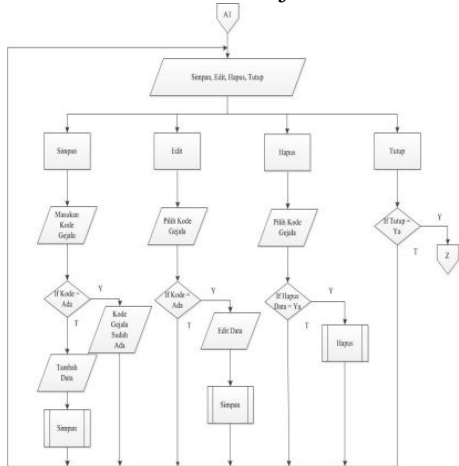 A1
Simpan, Edit, Hapus, Tutup
Simpan
Edit
Hapus
Tutup
Masukan
Kode
Gejala
Pilih Kode
Gejala
Pilih Kode
Gejala
If Tutup =
Ya
Y
T
Z
If Kode =
Ada
Y
T
Kode
Gejala
Sudah
Ada
If Kode =
Ada
Y
T
Edit Data
If Hapus
Data = Ya
Y
T
Hapus
Tambah
Data
Simpan
Simpan